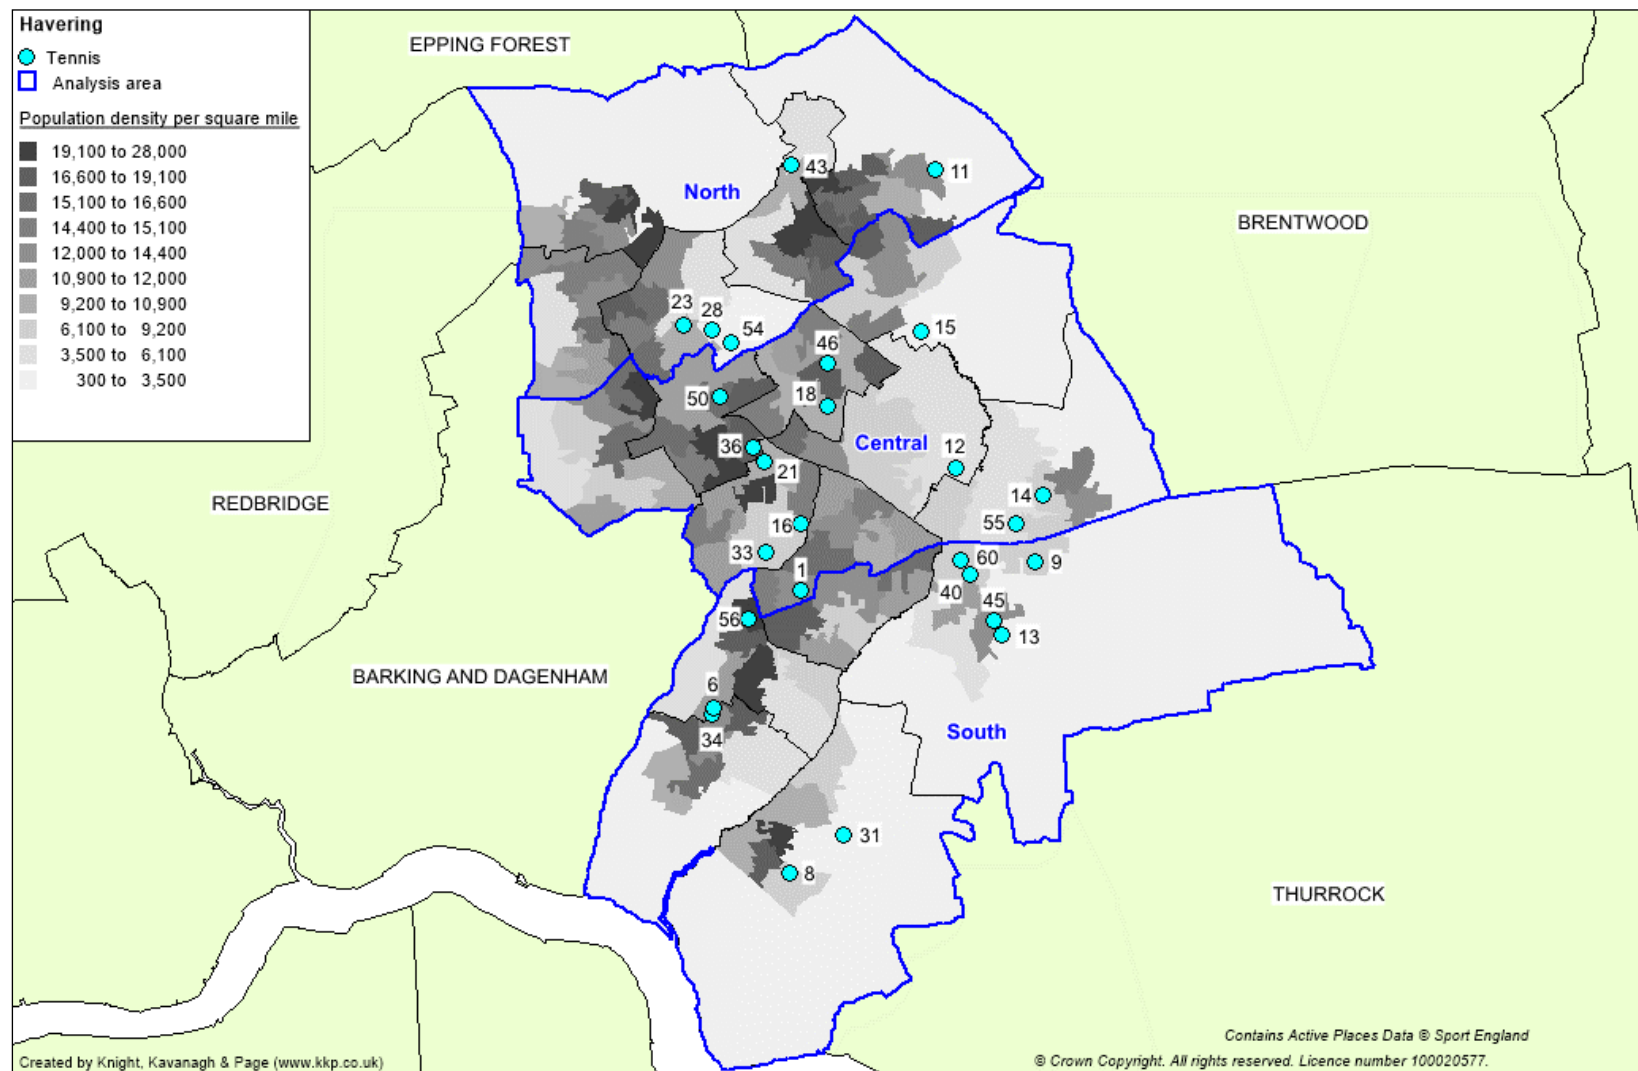 Havering
Tennis
Analysis area
Population density per square mile
19,100 to 28,000
16,600 to 19,100
15,100 to 16,600
14,400 to 15,100
12,000 to 14,400
10,900 to 12,000
9,200 to 10,900
6,100 to 9,200
3,500 to 6,100
300 to 3,500
EPPING FOREST
43
11
North
BRENTWOOD
23
28
54
15
46
50
18
36
Central
12
21
REDBRIDGE
14
16
55
33
60
9
1
40
45
56
13
BARKING AND DAGENHAM
6
34
South
31
8
THURROCK
Contains Active Places Data © Sport England
Created by Knight, Kavanagh & Page (www.kkp.co.uk)
© Crown Copyright. All rights reserved. Licence number 100020577.